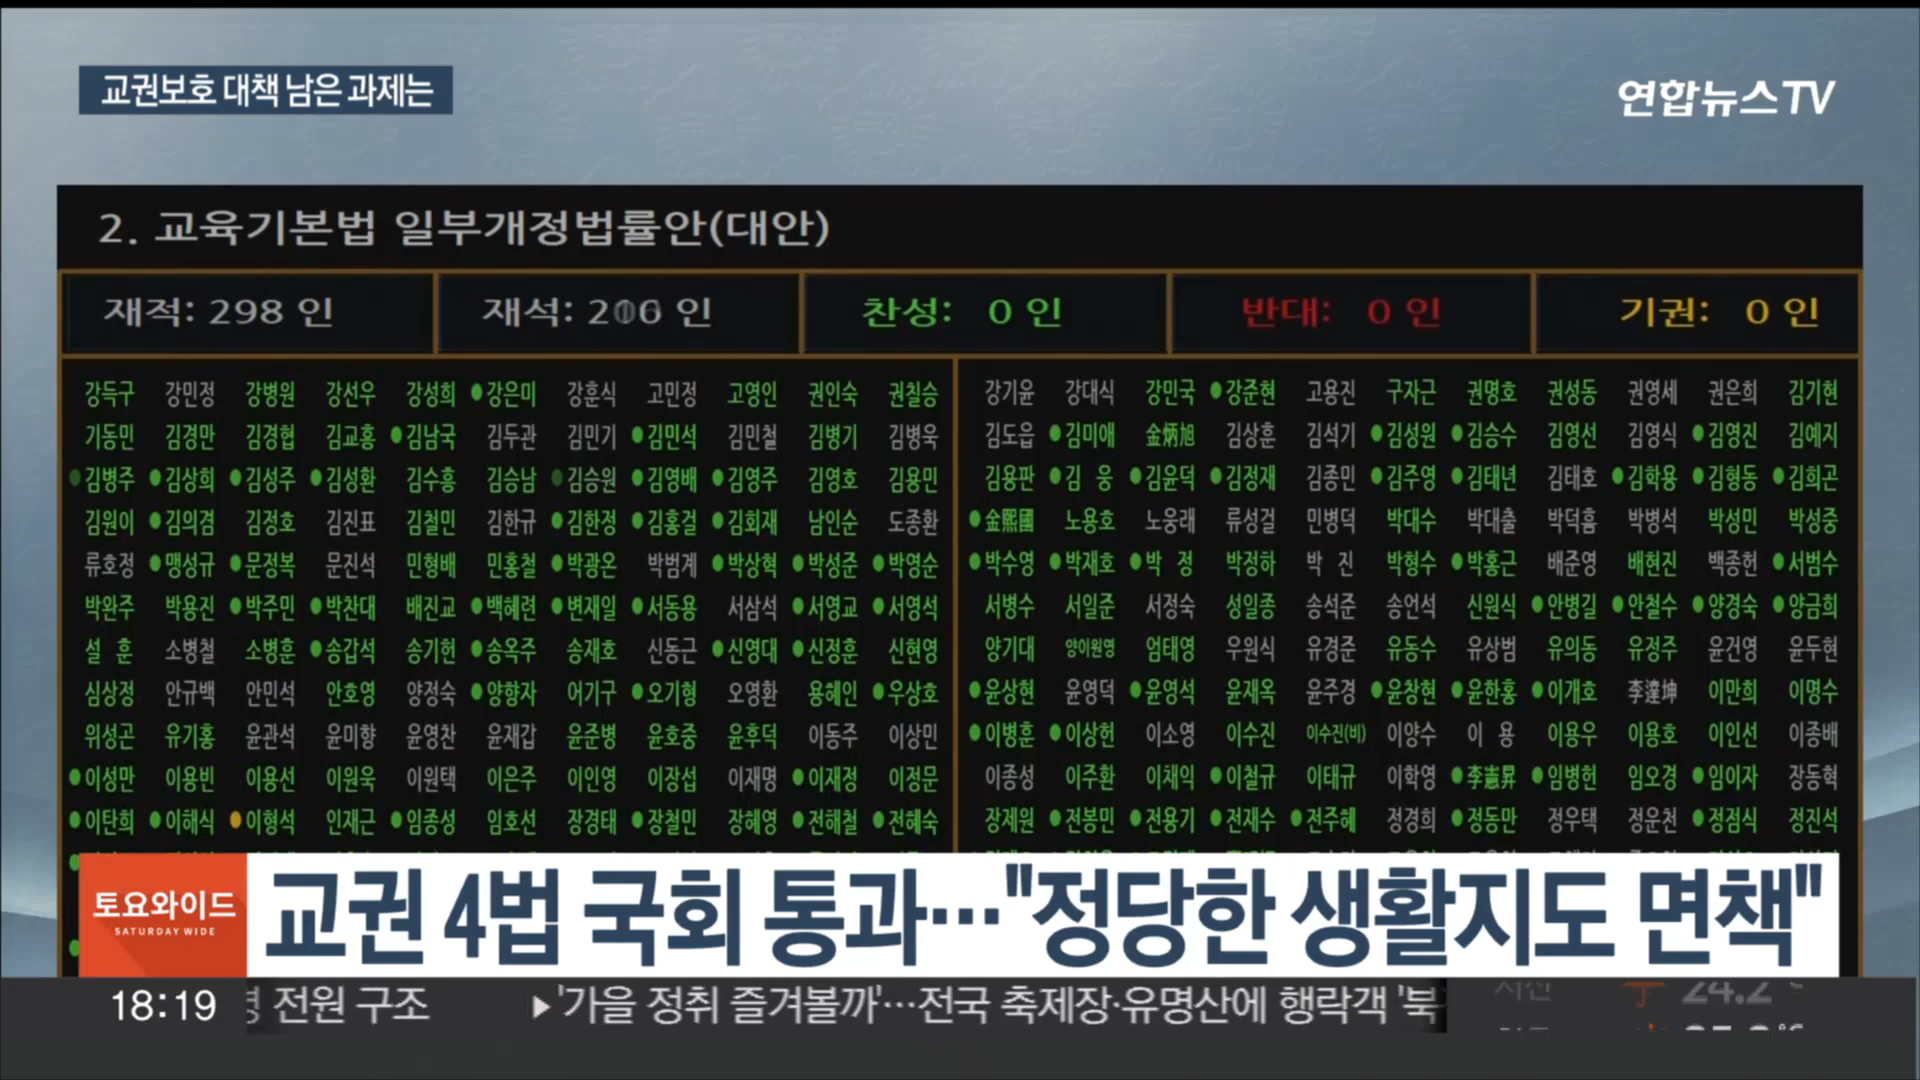 교권보호 대책 남은 과제는
연합뉴스TV
2. 교육기본법 일부개정법률안(대안)
재적: 298 인 재석: 인 찬성: 0 인 반대: 0 인 기권: 0 인
강득구 강민정 강병원 강선우 강성희 강은미 강훈식 고민정 고영인 권인숙 권칠승
기동민 김경만 김경협 김교흥 김남국 김두관 김민기 김민석 김민철 김병기 김병욱
김병주 김상희 김성주 김성환 김수흥 김승남 김승원 김영배 김영주 김영호 김용민
김원이 김의겸 김정호 김진표 김철민 김한규 김한정 김홍걸 김회재 남인순 도종환
류호정 맹성규 문정복 문진석 민형배 민홍철 박광온 박범계 박상혁 박성준 박영순
박완주 박용진 박주민 박찬대 배진교 백혜련 변재일 서동용 서삼석 서영교 서영석
설 훈 소병철 소병훈 송갑석 송기헌 송옥주 송재호 신동근 신영대 신정훈 신현영
심상정 안규백 안민석 안호영 양정숙 양향자 어기구 오기형 오영환 용혜인 우상호
위성곤 유기홍 윤관석 윤미향 윤영찬 윤재갑 윤준병 윤호중 윤후덕 이동주 이상민
이성만 이용빈 이용선 이원욱 이원택 이은주 이인영 이장섭 이재명 이재정 이정문
이탄희 이해식 이형석 인재근 임종성 임호선 장경태 장철민 장혜영 전해철 전혜숙
강기윤 강대식 강민국 강준현 고용진 구자근 권명호 권성동 권영세 권은희 김기현
김도읍 김미애 金炳旭 김상훈 김석기 김성원 김승수 김영선 김영식 김영진 김예지
김용판 김 웅 김윤덕 김정재 김종민 김주영 김태년 김태호 김학용 김형동 김희곤
金熙國 노용호 노웅래 류성걸 민병덕 박대수 박대출 박덕흠 박병석 박성민 박성중
박수영 박재호 박 정 박정하 박 진 박형수 박홍근 배준영 배현진 백종헌 서범수
서병수 서일준 서정숙 성일종 송석준 송언석 신원식 안병길 안철수 양경숙 양금희
양기대 양이원영 엄태영 우원식 유경준 유동수 유상범 유의동 유정주 윤건영 윤두현
윤상현 윤영덕 윤영석 윤재옥 윤주경 윤창현 윤한홍 이개호 李達坤 이만희 이명수
이병훈 이상헌 이소영 이수진 이수진(비) 이양수 이 용 이용우 이용호 이인선 이종배
이종성 이주환 이채익 이철규 이태규 이학영 李憲昇 임병헌 임오경 임이자 장동혁
장제원 전봉민 전용기 전재수 전주혜 정경희 정동만 정우택 정운천 정점식 정진석
토요와이드
SATURDAY WIDE
교권 4법 국회 통과…"정당한 생활지도 면책"
18:19 전원 구조 ▶'가을 정취 즐겨볼까'…전국 축제장·유명산에 행락객 '북
24.2